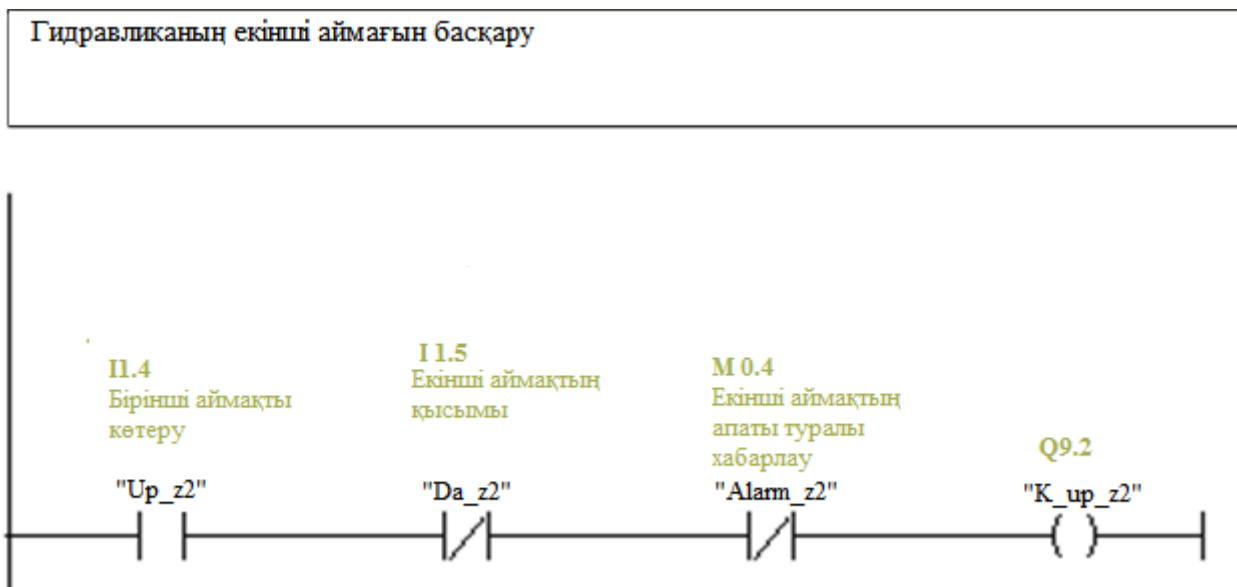 Гидравликаның екінші аймағын басқару
I1.4
Бірінші аймақты
көтеру
"Up_z2"
I 1.5
Екінші аймақтың
қысымы
"Da_z2"
M 0.4
Екінші аймақтың
апаты туралы
хабарлау
"Alarm_z2"
Q9.2
"K_up_z2"